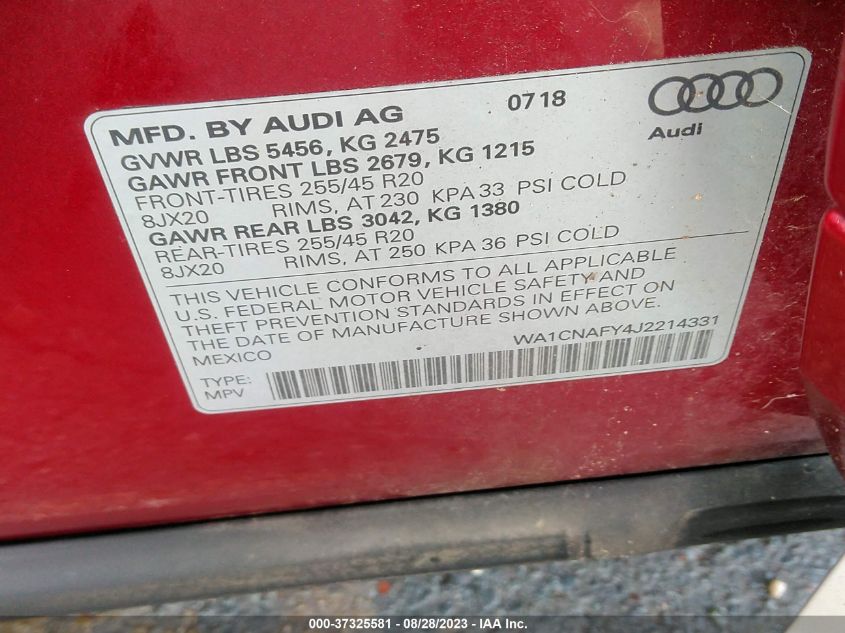 MFD. BY AUDI AG 0718
Audi
GVWR LBS 5456, KG 2475
GAWR FRONT LBS 2679, KG 1215
FRONT-TIRES 255/45 R20
8JX20 RIMS, AT 230 KPA 33 PSI COLD
GAWR REAR LBS 3042, KG 1380
REAR-TIRES 255/45 R20
8JX20 RIMS, AT 250 KPA 36 PSI COLD
THIS VEHICLE CONFORMS TO ALL APPLICABLE
U.S. FEDERAL MOTOR VEHICLE SAFETY AND
THEFT PREVENTION STANDARDS IN EFFECT ON
THE DATE OF MANUFACTURE SHOWN ABOVE.
MEXICO WA1CNAFY4J2214331
TYPE:
MPV
000-37325581 / 08/28/2023 - IAA Inc.